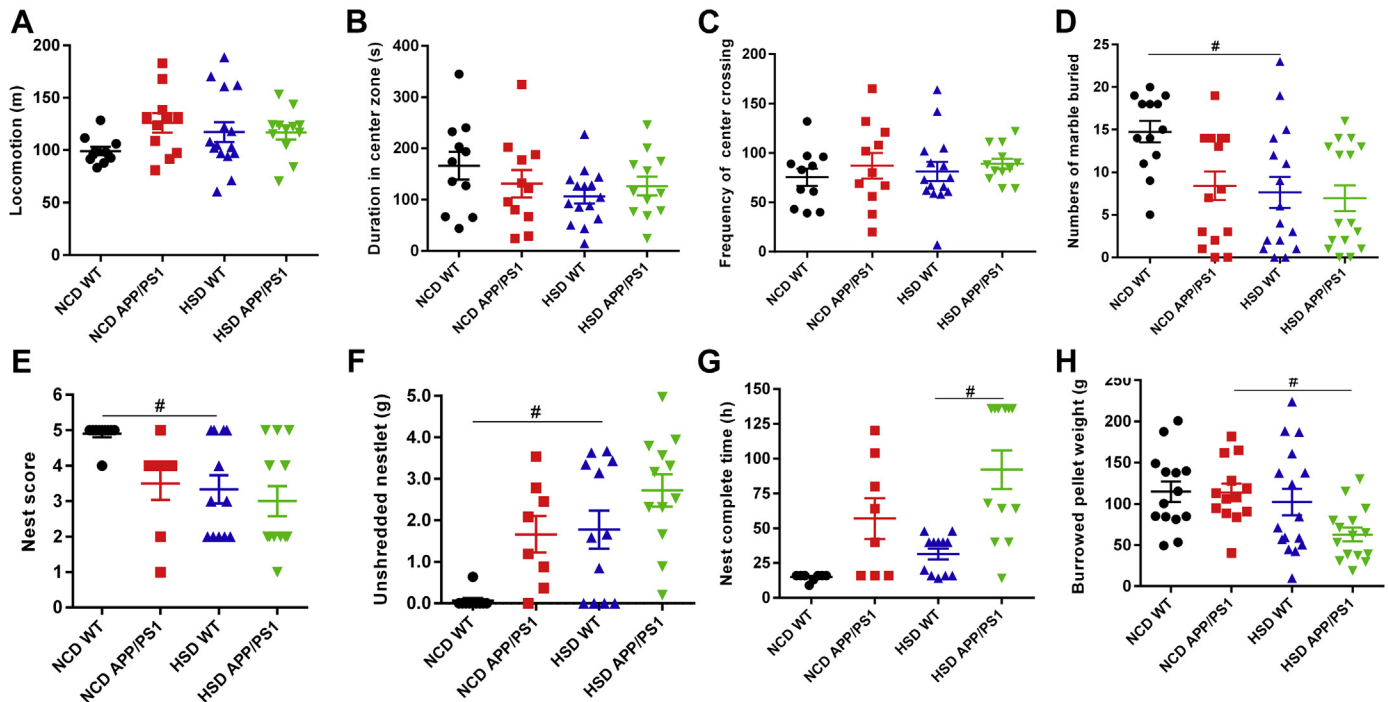 A
Locomotion (m)
200
150
100
50
0
NCD WT
NCD APP/PS1
HSD WT
HSD APP/PS1
B
Duration in center zone (s)
400
300
200
100
0
NCD WT
NCD APP/PS1
HSD WT
HSD APP/PS1
C
Frequency of center crossing
200
150
100
50
0
NCD WT
NCD APP/PS1
HSD WT
HSD APP/PS1
D
Numbers of marble buried
25
20
15
10
5
0
#
NCD WT
NCD APP/PS1
HSD WT
HSD APP/PS1
E
Nest score
6
5
4
3
2
1
0
#
NCD WT
NCD APP/PS1
HSD WT
HSD APP/PS1
F
Unshredded nestlet (g)
5.0
4.0
3.0
2.0
1.0
0.0
#
NCD WT
NCD APP/PS1
HSD WT
HSD APP/PS1
G
Nest complete time (h)
150
125
100
75
50
25
0
#
NCD WT
NCD APP/PS1
HSD WT
HSD APP/PS1
H
Burrowed pellet weight (g
250
200
150
100
50
0
#
NCD WT
NCD APP/PS1
HSD WT
HSD APP/PS1